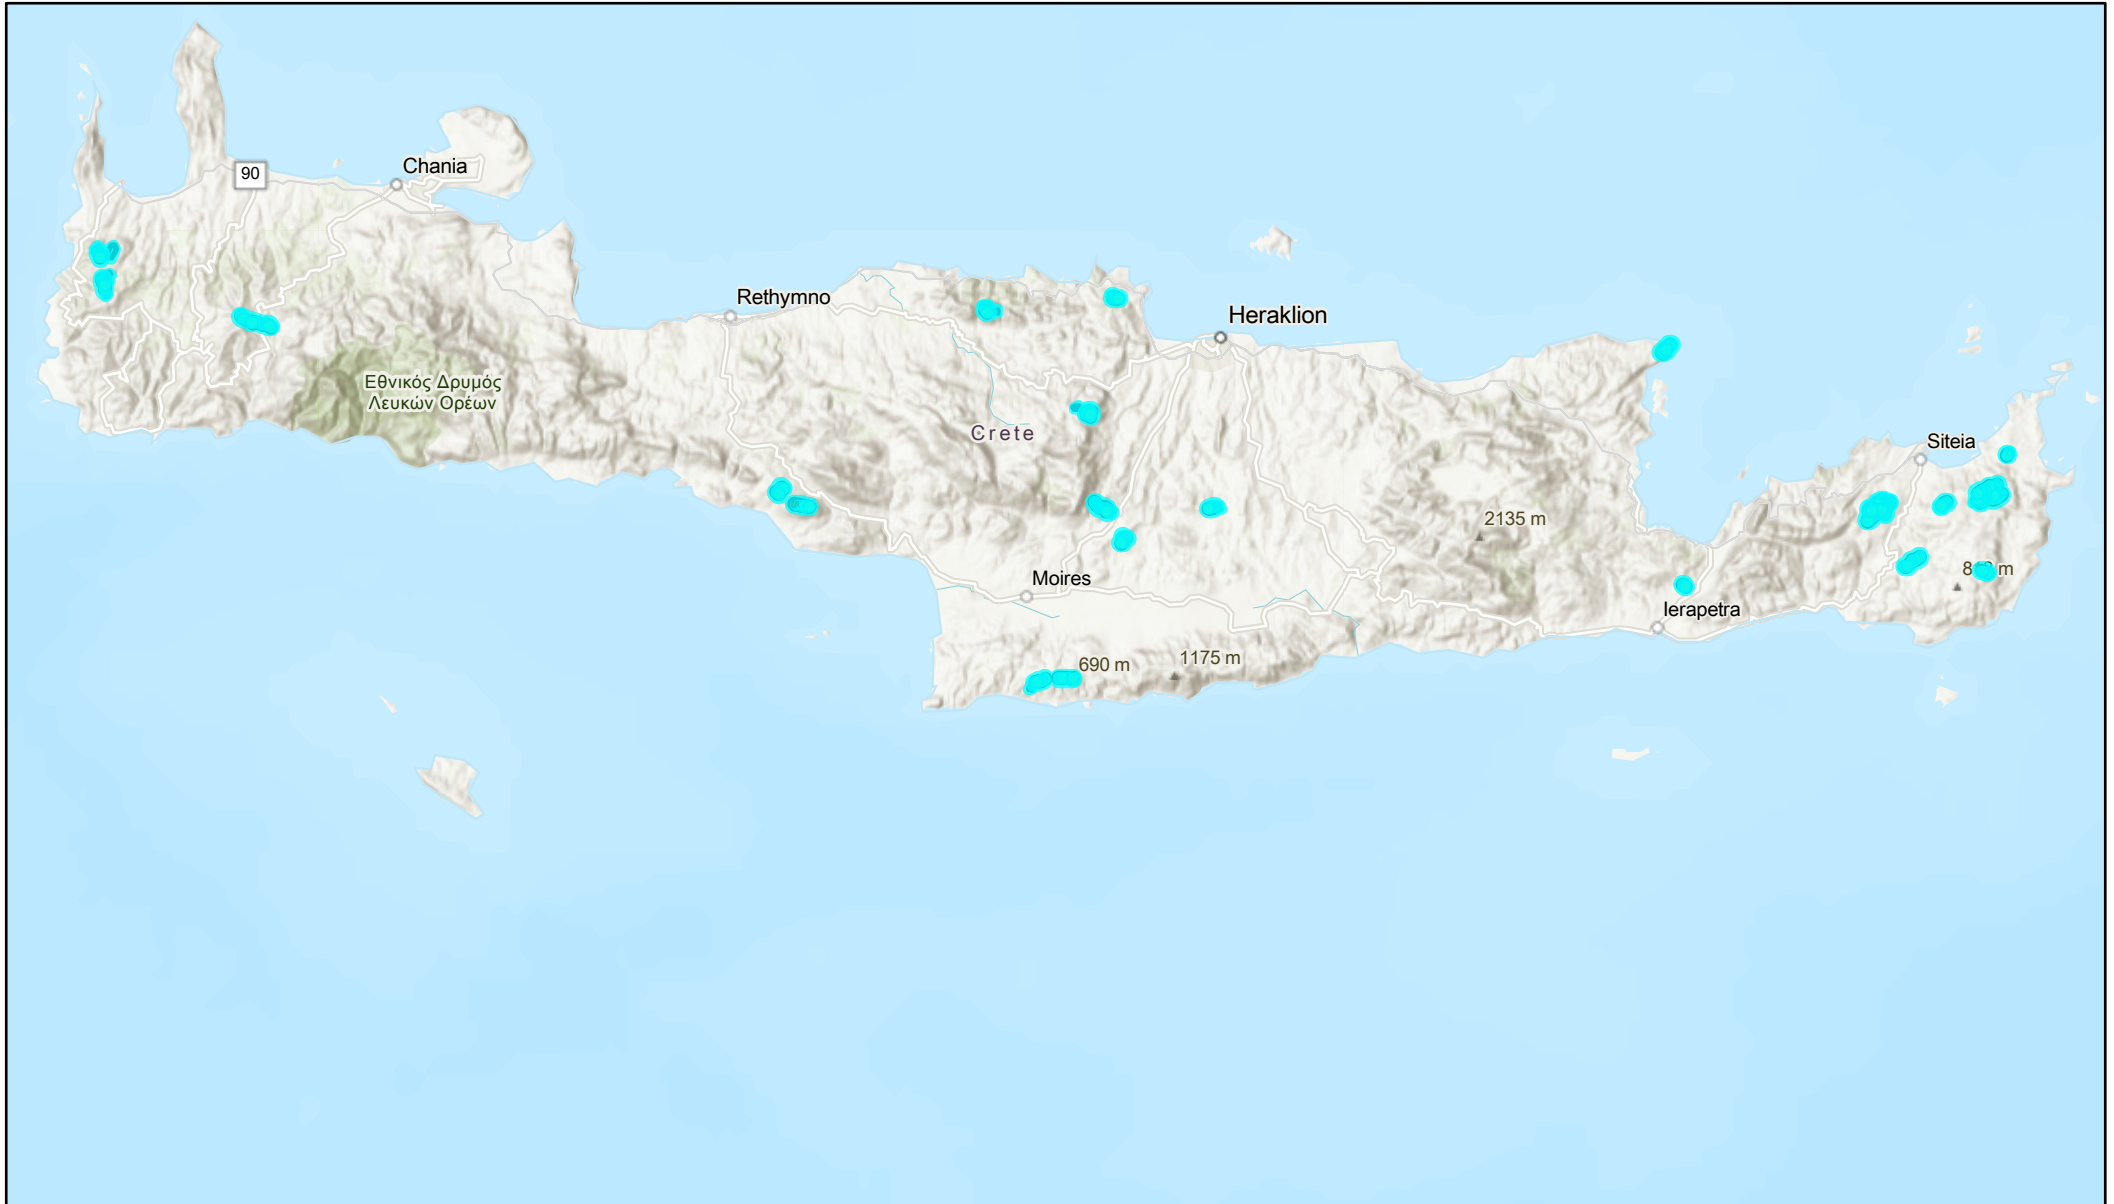 90
Chania
Rethymno
Heraklion
Εθνικός Δρυμός
Λευκών Ορέων
Crete
Siteia
2135 m
Moires
Ierapetra
690 m
1175 m